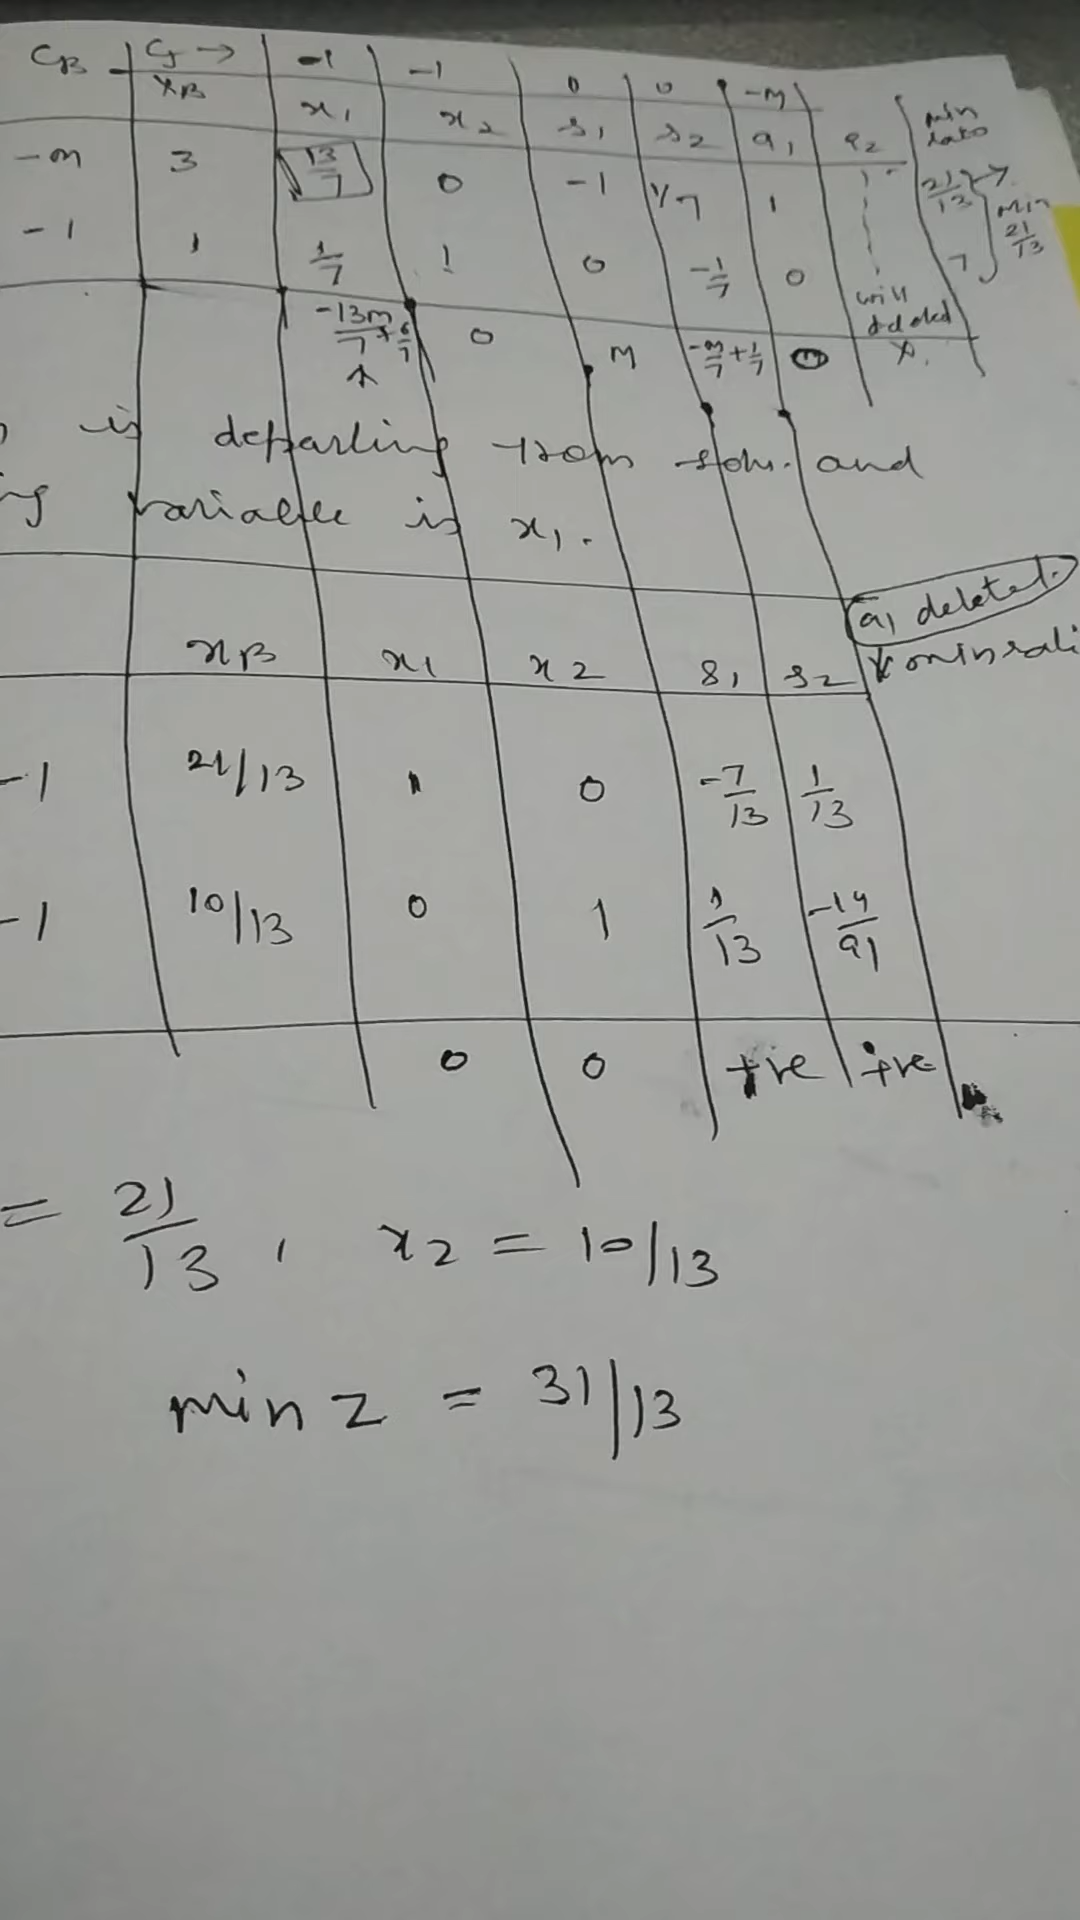 CB Cj → -1 -1 0 0 -M
XB x₁ x₂ s₁ s₂ a₁ a₂ min ratio
-m 3 13/7 0 -1 1/7 1 21/13 →
-1 1 1/7 1 0 -1/7 0 7 min 21/13
will deleted
-13m/7 + 6/7 0 M -m/7 + 1/7 0 x.
↑
is departing from soln. and
variable is x₁.
a₁ deleted.
xB x₁ x₂ s₁ s₂
-1 21/13 1 0 -7/13 1/13
-1 10/13 0 1 1/13 -14/91
0 0 +ve +ve
= 21/13 , x₂ = 10/13
min z = 31/13